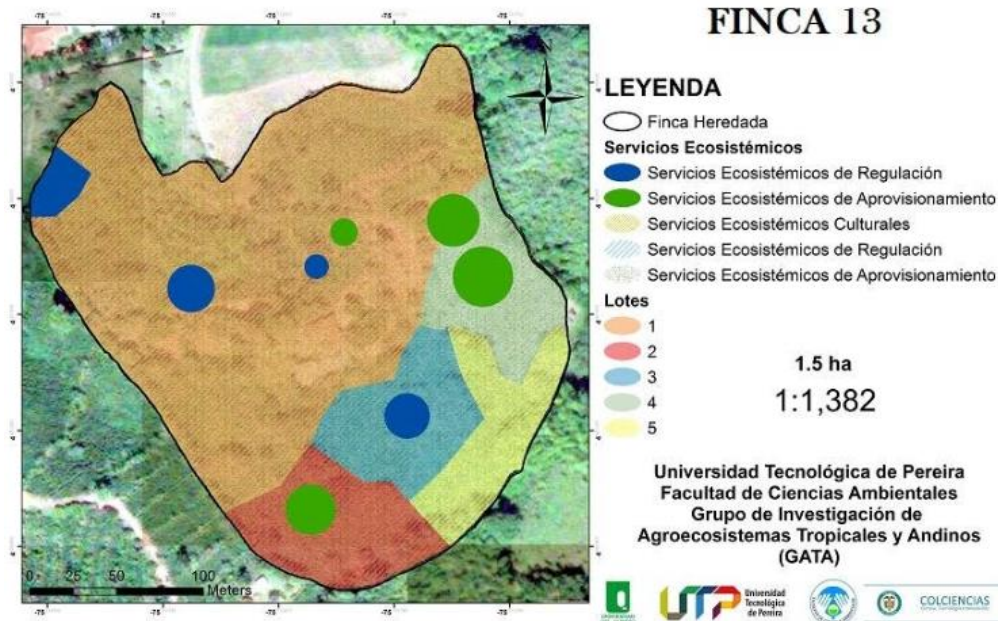 FINCA 13
LEYENDA
Finca Heredada
Servicios Ecosistémicos
Servicios Ecosistémicos de Regulación
Servicios Ecosistémicos de Aprovisionamiento
Servicios Ecosistémicos Culturales
Servicios Ecosistémicos de Regulación
Servicios Ecosistémicos de Aprovisionamiento
Lotes
1
2
3
4
5
1.5 ha
1:1,382
Universidad Tecnológica de Pereira
Facultad de Ciencias Ambientales
Grupo de Investigación de
Agroecosistemas Tropicales y Andinos
(GATA)
0 25 50 100
Meters
UTP
Universidad
Tecnológica
de Pereira
COLCIENCIAS